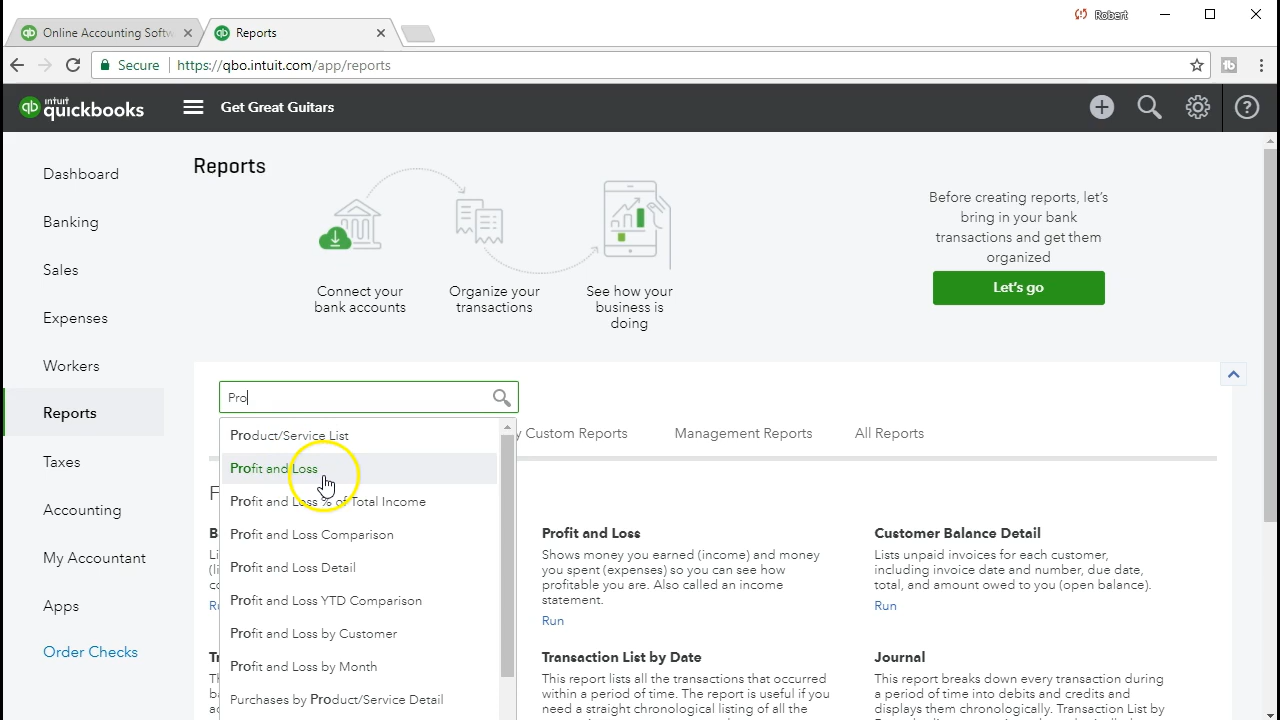 Robert
Online Accounting Softw
Reports
Secure
https://qbo.intuit.com/app/reports
intuit
quickbooks
Get Great Guitars
Dashboard
Banking
Sales
Expenses
Workers
Reports
Taxes
Accounting
My Accountant
Apps
Order Checks
Reports
Connect your
bank accounts
Organize your
transactions
See how your
business is
doing
Before creating reports, let's
bring in your bank
transactions and get them
organized
Let's go
Pro
Product/Service List
Profit and Loss
Profit and Loss % of Total Income
Profit and Loss Comparison
Profit and Loss Detail
Profit and Loss YTD Comparison
Profit and Loss by Customer
Profit and Loss by Month
Purchases by Product/Service Detail
y Custom Reports
Management Reports
All Reports
Profit and Loss
Shows money you earned (income) and money
you spent (expenses) so you can see how
profitable you are. Also called an income
statement.
Run
Customer Balance Detail
Lists unpaid invoices for each customer,
including invoice date and number, due date,
total, and amount owed to you (open balance).
Run
Transaction List by Date
This report lists all the transactions that occurred
within a period of time. The report is useful if you
need a straight chronological listing of all the
Journal
This report breaks down every transaction during
a period of time into debits and credits and
displays them chronologically. Transaction List by